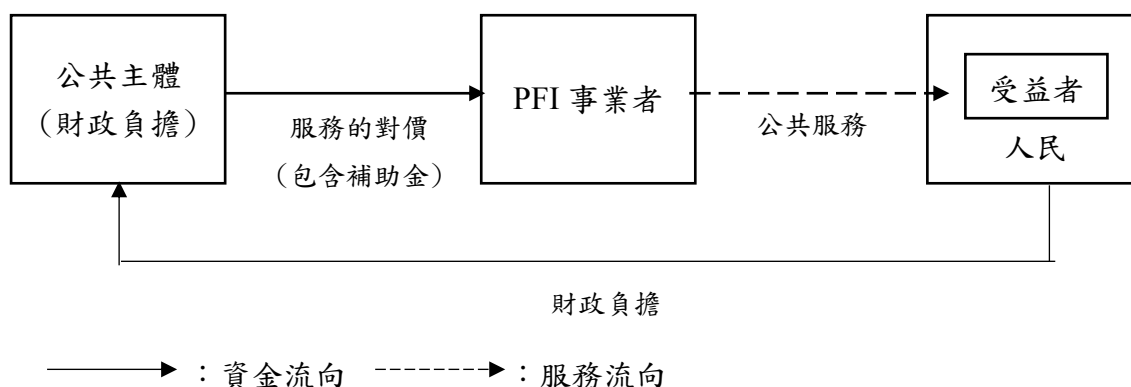 公共主體
（財政負擔）
服務的對價
（包含補助金）
PFI 事業者
公共服務
受益者
人民
財政負擔
：資金流向
：服務流向